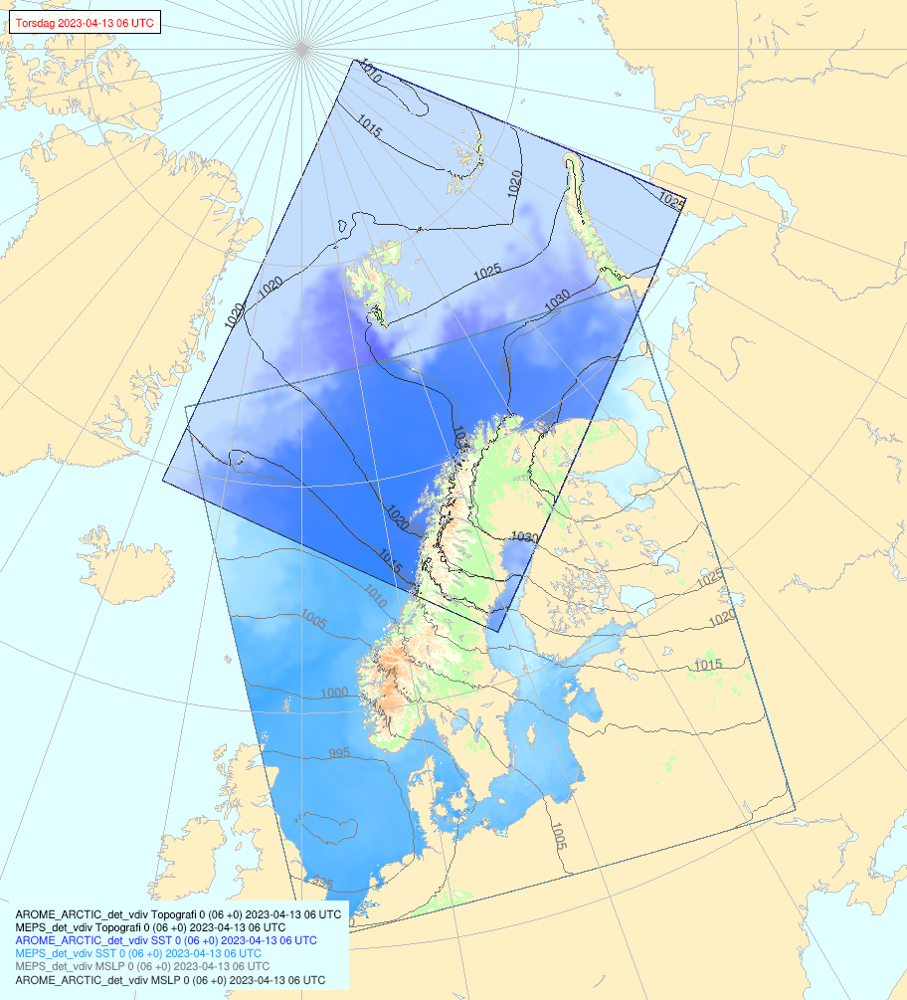 Torsdag 2023-04-13 06 UTC
1010
1015
1020
1025
1020
1020
1025
1030
1020
1030
1015
1025
1010
1005
1020
1015
1000
995
1005
995
AROME_ARCTIC_det_vdiv Topografi 0 (06 +0) 2023-04-13 06 UTC
MEPS_det_vdiv Topografi 0 (06 +0) 2023-04-13 06 UTC
AROME_ARCTIC_det_vdiv SST 0 (06 +0) 2023-04-13 06 UTC
MEPS_det_vdiv SST 0 (06 +0) 2023-04-13 06 UTC
MEPS_det_vdiv MSLP 0 (06 +0) 2023-04-13 06 UTC
AROME_ARCTIC_det_vdiv MSLP 0 (06 +0) 2023-04-13 06 UTC